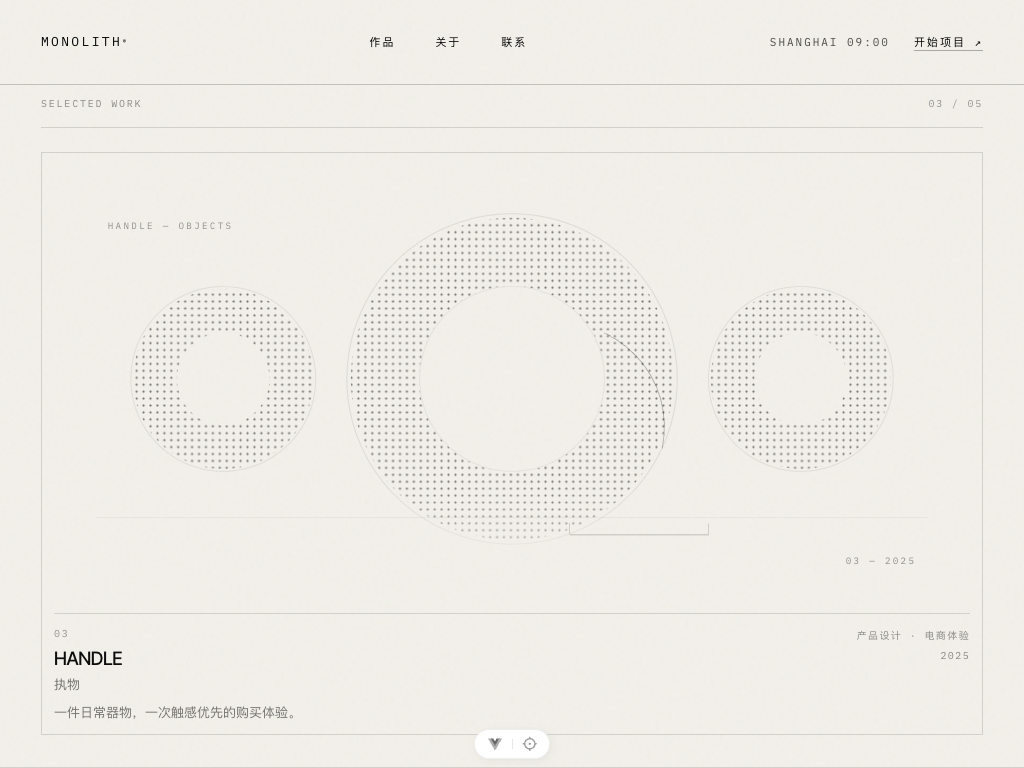 MONOLITH
作品 关于 联系
SHANGHAI 09:00 开始项目 ↗
SELECTED WORK 03 / 05
HANDLE — OBJECTS
03 — 2025
03
产品设计 · 电商体验
HANDLE
2025
执物
一件日常器物，一次触感优先的购买体验。